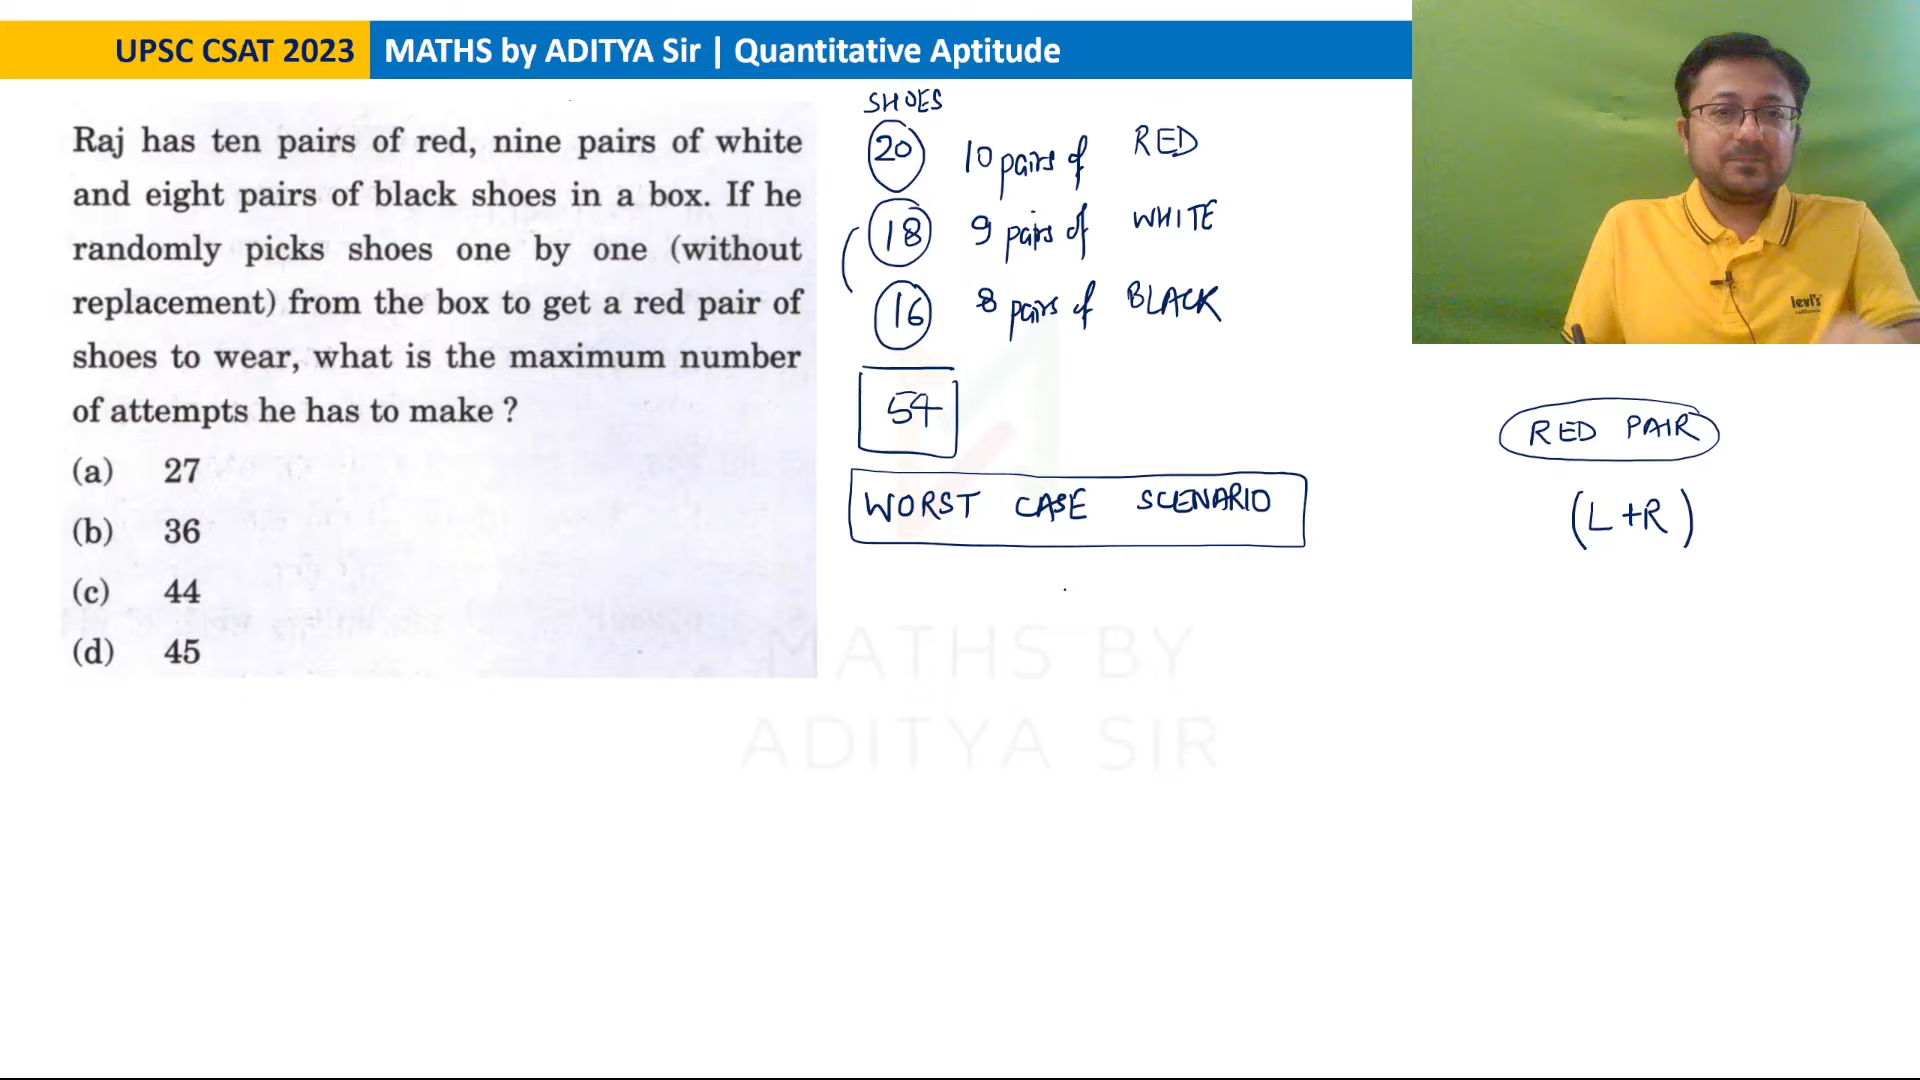 UPSC CSAT 2023
MATHS by ADITYA Sir | Quantitative Aptitude
Raj has ten pairs of red, nine pairs of white
and eight pairs of black shoes in a box. If he
randomly picks shoes one by one (without
replacement) from the box to get a red pair of
shoes to wear, what is the maximum number
of attempts he has to make ?
(a) 27
(b) 36
(c) 44
(d) 45
SHOES
20 10 pairs of RED
18 9 pairs of WHITE
16 8 pairs of BLACK
54
WORST CASE SCENARIO
RED PAIR
(L+R)
levi's
MATHS BY
ADITYA SIR